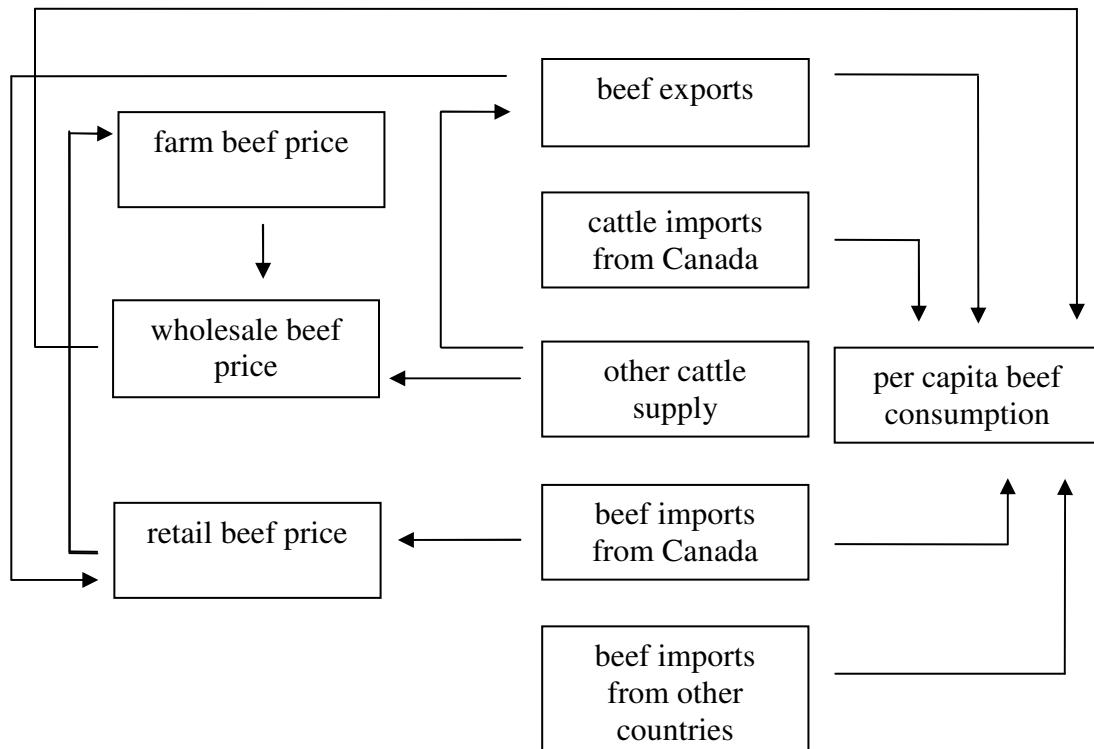 beef exports
farm beef price
cattle imports
from Canada
wholesale beef
price
other cattle
supply
per capita beef
consumption
retail beef price
beef imports
from Canada
beef imports
from other
countries